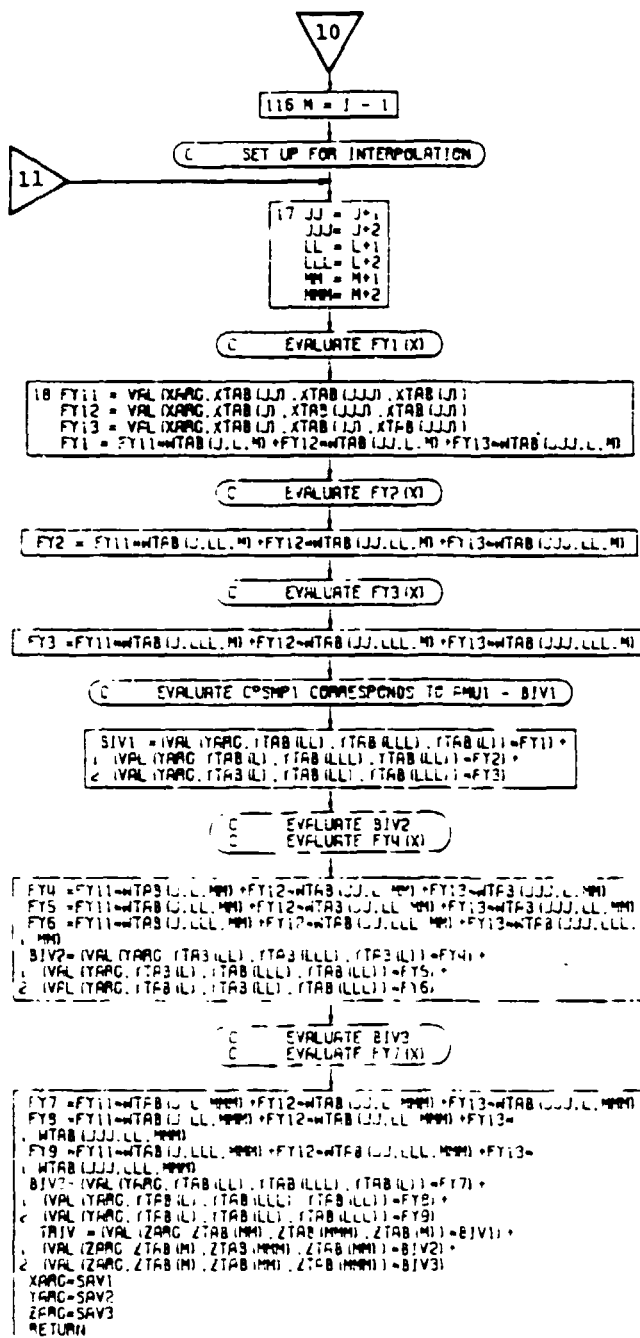 10
116 M = I - 1
C SET UP FOR INTERPOLATION
11
17 JJ = J+1
JJJ= J+2
LL = L+1
LLL= L+2
MM = M+1
MMM= M+2
C EVALUATE FY1(X)
18 FY11 = VAL(XARG,XTAB(JJ),XTAB(JJJ),XTAB(J))
FY12 = VAL(XARG,XTAB(J),XTAB(JJJ),XTAB(JJ))
FY13 = VAL(XARG,XTAB(J),XTAB(JJ),XTAB(JJJ))
FY1 = FY11*WTAB(J,L,M)+FY12*WTAB(JJ,L,M)+FY13*WTAB(JJJ,L,M)
C EVALUATE FY2(X)
FY2 = FY11*WTAB(J,LL,M)+FY12*WTAB(JJ,LL,M)+FY13*WTAB(JJJ,LL,M)
C EVALUATE FY3(X)
FY3 =FY11*WTAB(J,LLL,M)+FY12*WTAB(JJ,LLL,M)+FY13*WTAB(JJJ,LLL,M)
C EVALUATE CPSMP1 CORRESPONDS TO AMU1 - BIV1
BIV1 =(VAL(YARG,YTAB(LL),YTAB(LLL),YTAB(L))*FY1)+
1 (VAL(YARG,YTAB(L),YTAB(LLL),YTAB(LL))*FY2)+
2 (VAL(YARG,YTAB(L),YTAB(LL),YTAB(LLL))*FY3)
C EVALUATE BIV2
C EVALUATE FY4(X)
FY4 =FY11*WTAB(J,L,MM)+FY12*WTAB(JJ,L,MM)+FY13*WTAB(JJJ,L,MM)
FY5 =FY11*WTAB(J,LL,MM)+FY12*WTAB(JJ,LL,MM)+FY13*WTAB(JJJ,LL,MM)
FY6 =FY11*WTAB(J,LLL,MM)+FY12*WTAB(JJ,LLL,MM)+FY13*WTAB(JJJ,LLL,
1 MM)
BIV2=(VAL(YARG,YTAB(LL),YTAB(LLL),YTAB(L))*FY4)+
1 (VAL(YARG,YTAB(L),YTAB(LLL),YTAB(LL))*FY5)+
2 (VAL(YARG,YTAB(L),YTAB(LL),YTAB(LLL))*FY6)
C EVALUATE BIV3
C EVALUATE FY7(X)
FY7 =FY11*WTAB(J,L,MMM)+FY12*WTAB(JJ,L,MMM)+FY13*WTAB(JJJ,L,MMM)
FY8 =FY11*WTAB(J,LL,MMM)+FY12*WTAB(JJ,LL,MMM)+FY13*
1 WTAB(JJJ,LL,MMM)
FY9 =FY11*WTAB(J,LLL,MMM)+FY12*WTAB(JJ,LLL,MMM)+FY13*
1 WTAB(JJJ,LLL,MMM)
BIV3=(VAL(YARG,YTAB(LL),YTAB(LLL),YTAB(L))*FY7)+
1 (VAL(YARG,YTAB(L),YTAB(LLL),YTAB(LL))*FY8)+
2 (VAL(YARG,YTAB(L),YTAB(LL),YTAB(LLL))*FY9)
TRIV =(VAL(ZARG,ZTAB(MM),ZTAB(MMM),ZTAB(M))*BIV1)+
1 (VAL(ZARG,ZTAB(M),ZTAB(MMM),ZTAB(MM))*BIV2)+
2 (VAL(ZARG,ZTAB(M),ZTAB(MM),ZTAB(MMM))*BIV3)
XARG=SAV1
YARG=SAV2
ZARG=SAV3
RETURN